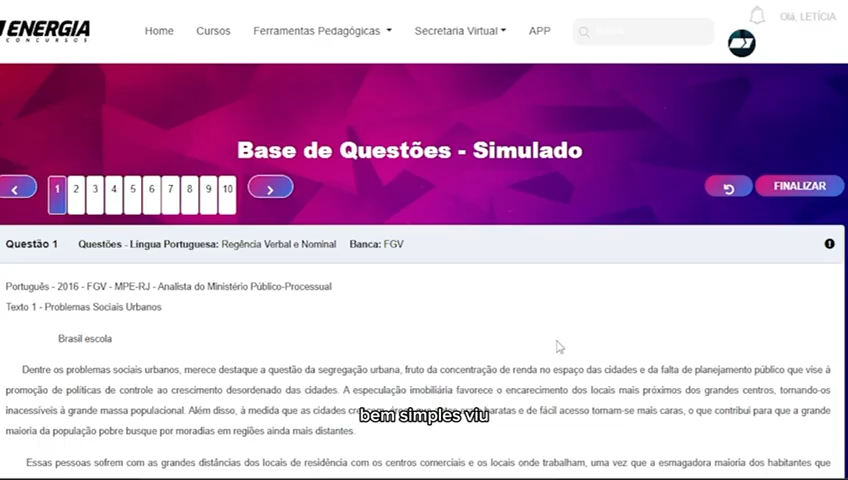 ENERGIA
CONCURSOS
Home Cursos Ferramentas Pedagógicas Secretaria Virtual APP
Olá, LETÍCIA
Base de Questões - Simulado
1 2 3 4 5 6 7 8 9 10
FINALIZAR
Questão 1 Questões - Língua Portuguesa: Regência Verbal e Nominal Banca: FGV
Português - 2016 - FGV - MPE-RJ - Analista do Ministério Público-Processual
Texto 1 - Problemas Sociais Urbanos
Brasil escola
Dentre os problemas sociais urbanos, merece destaque a questão da segregação urbana, fruto da concentração de renda no espaço das cidades e da falta de planejamento público que vise à
promoção de políticas de controle ao crescimento desordenado das cidades. A especulação imobiliária favorece o encarecimento dos locais mais próximos dos grandes centros, tornando-os
inacessíveis à grande massa populacional. Além disso, à medida que as cidades baratas e de fácil acesso tornam-se mais caras, o que contribui para que a grande
bem simples viu
maioria da população pobre busque por moradias em regiões ainda mais distantes.
Essas pessoas sofrem com as grandes distâncias dos locais de residência com os centros comerciais e os locais onde trabalham, uma vez que a esmagadora maioria dos habitantes que